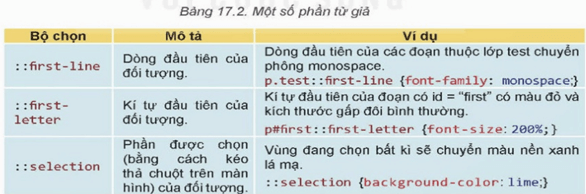 Bảng 17.2. Một số phần tử giả
Bộ chọn Mô tả Ví dụ
::first-line
Dòng đầu tiên của
đối tượng.
Dòng đầu tiên của các đoạn thuộc lớp test chuyển
phông monospace.
p.test::first-line {font-family: monospace;}
::first-
letter
Kí tự đầu tiên của
đối tượng.
Kí tự đầu tiên của đoạn có id = "first" có màu đỏ và
kích thước gấp đôi bình thường.
p#first::first-letter {font-size: 200%;}
::selection
Phần được chọn
(bằng cách kéo
thả chuột trên màn
hình) của đối tượng.
Vùng đang chọn bất kì sẽ chuyển màu nền xanh
lá mạ.
::selection {background-color: lime;}